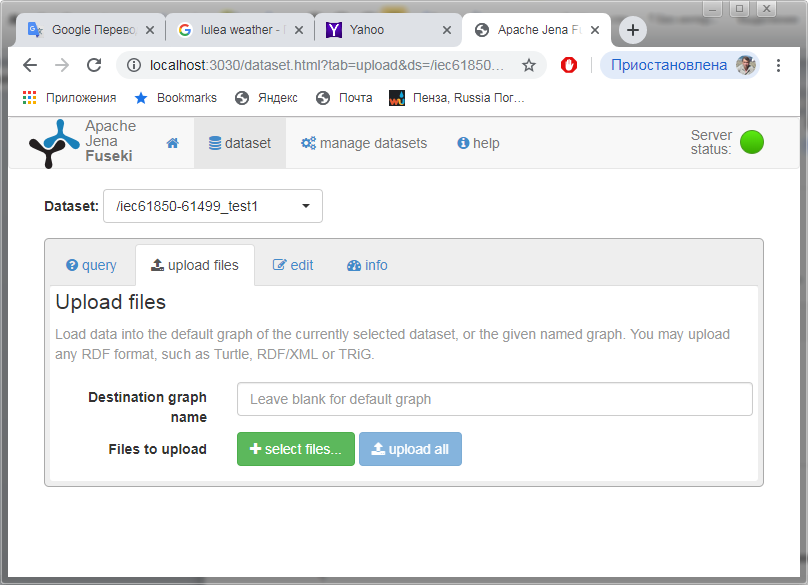 Google Перево
lulea weather -
Yahoo
Apache Jena F
localhost:3030/dataset.html?tab=upload&ds=/iec61850...
Приостановлена
Приложения
Bookmarks
Яндекс
Почта
Пенза, Russia Пог...
Apache
Jena
Fuseki
dataset
manage datasets
help
Server
status:
Dataset:
/iec61850-61499_test1
query
upload files
edit
info
Upload files
Load data into the default graph of the currently selected dataset, or the given named graph. You may upload
any RDF format, such as Turtle, RDF/XML or TRiG.
Destination graph
name
Leave blank for default graph
Files to upload
select files...
upload all